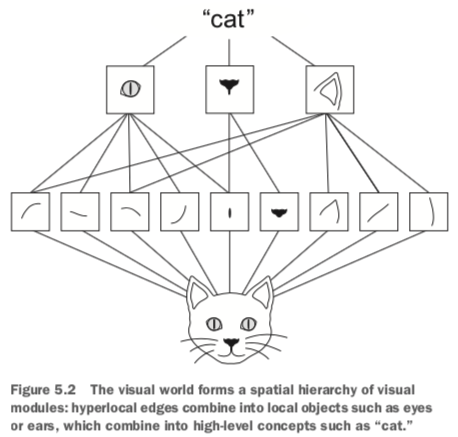 “cat”
Figure 5.2 The visual world forms a spatial hierarchy of visual
modules: hyperlocal edges combine into local objects such as eyes
or ears, which combine into high-level concepts such as “cat.”